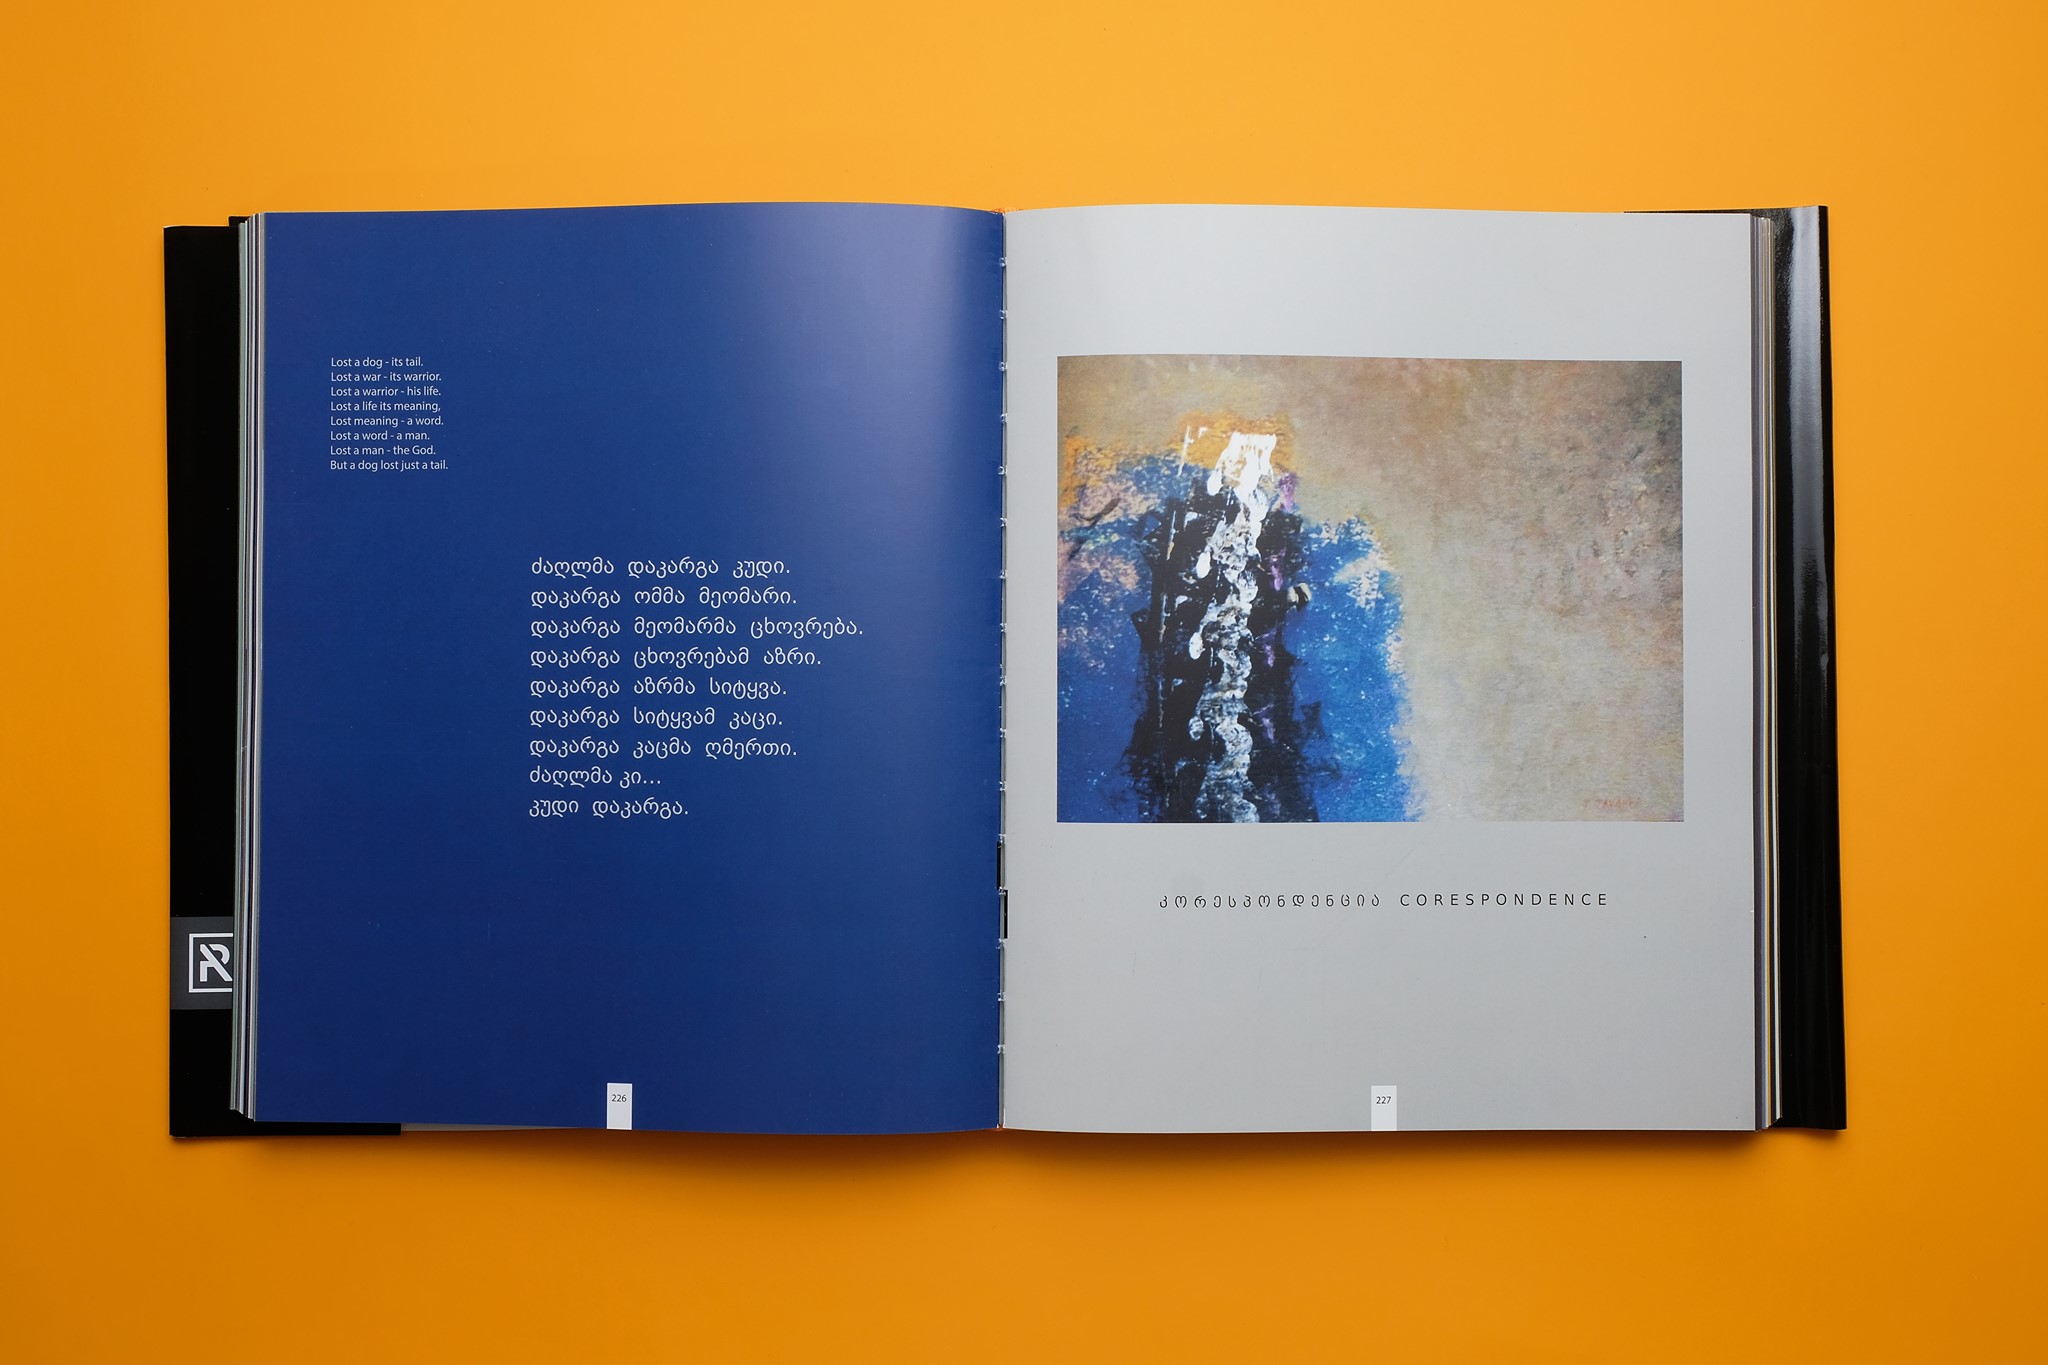 Lost a dog - its tail.
Lost a war - its warrior.
Lost a warrior - his life.
Lost a life its meaning,
Lost meaning - a word.
Lost a word - a man.
Lost a man - the God.
But a dog lost just a tail.
ძაღლმა დაკარგა კუდი.
დაკარგა ომმა მეომარი.
დაკარგა მეომარმა ცხოვრება.
დაკარგა ცხოვრებამ აზრი.
დაკარგა აზრმა სიტყვა.
დაკარგა სიტყვამ კაცი.
დაკარგა კაცმა ღმერთი.
ძაღლმა კი...
კუდი დაკარგა.
226
კორესპონდენცია CORESPONDENCE
227